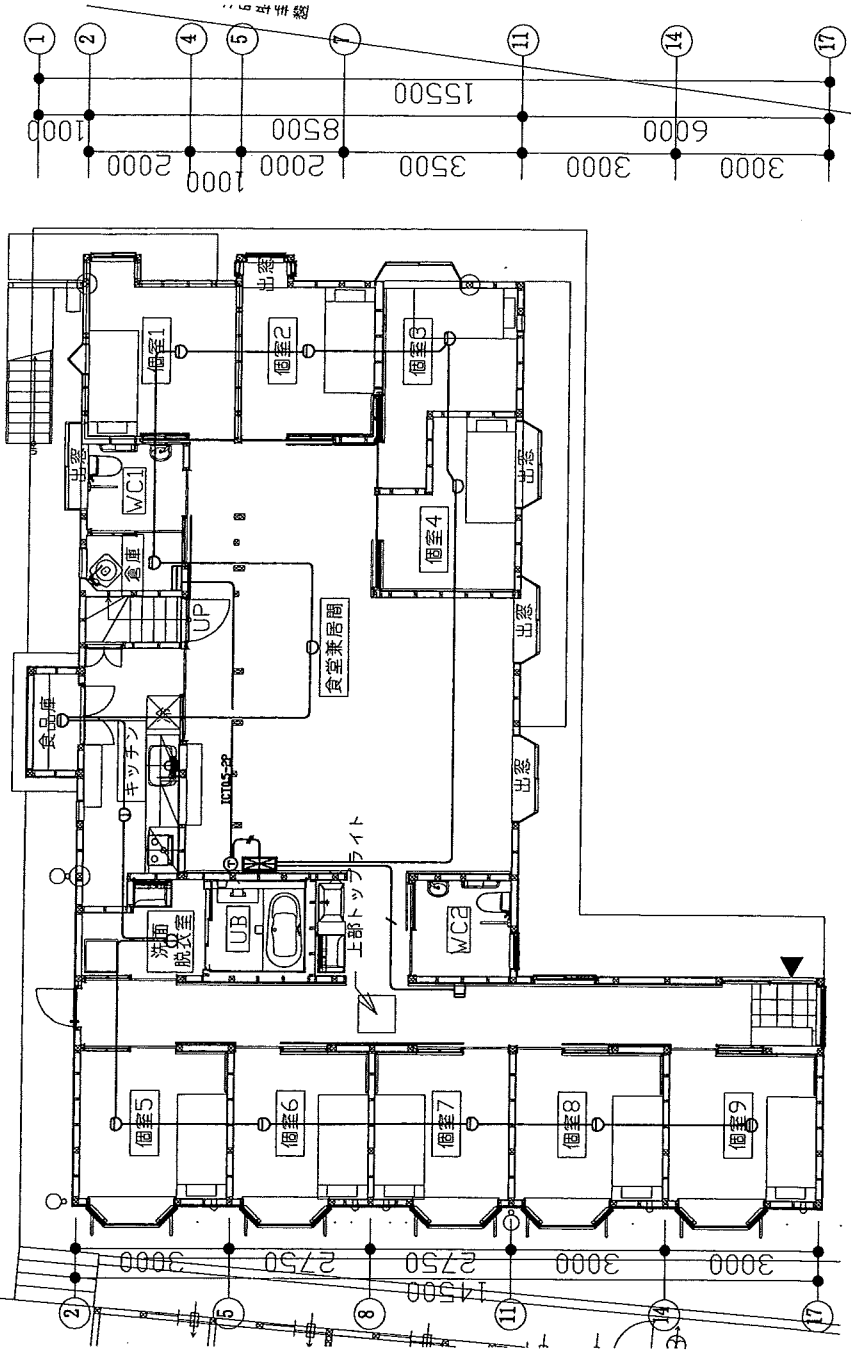 1
2
4
5
7
11
14
17
15500
1000
8500
6000
2000
1000
2000
3500
3000
3000
出窓
個室1
個室2
個室3
出窓
WC1
倉庫
個室4
出窓
UP
食堂兼居間
出窓
食品庫
キッチン
出窓
ICT0.5-2P
上部トップライト
洗面
脱衣室
UB
WC2
個室5
個室6
個室7
個室8
個室9
3000
2750
2750
3000
3000
14500
2
5
8
11
14
17